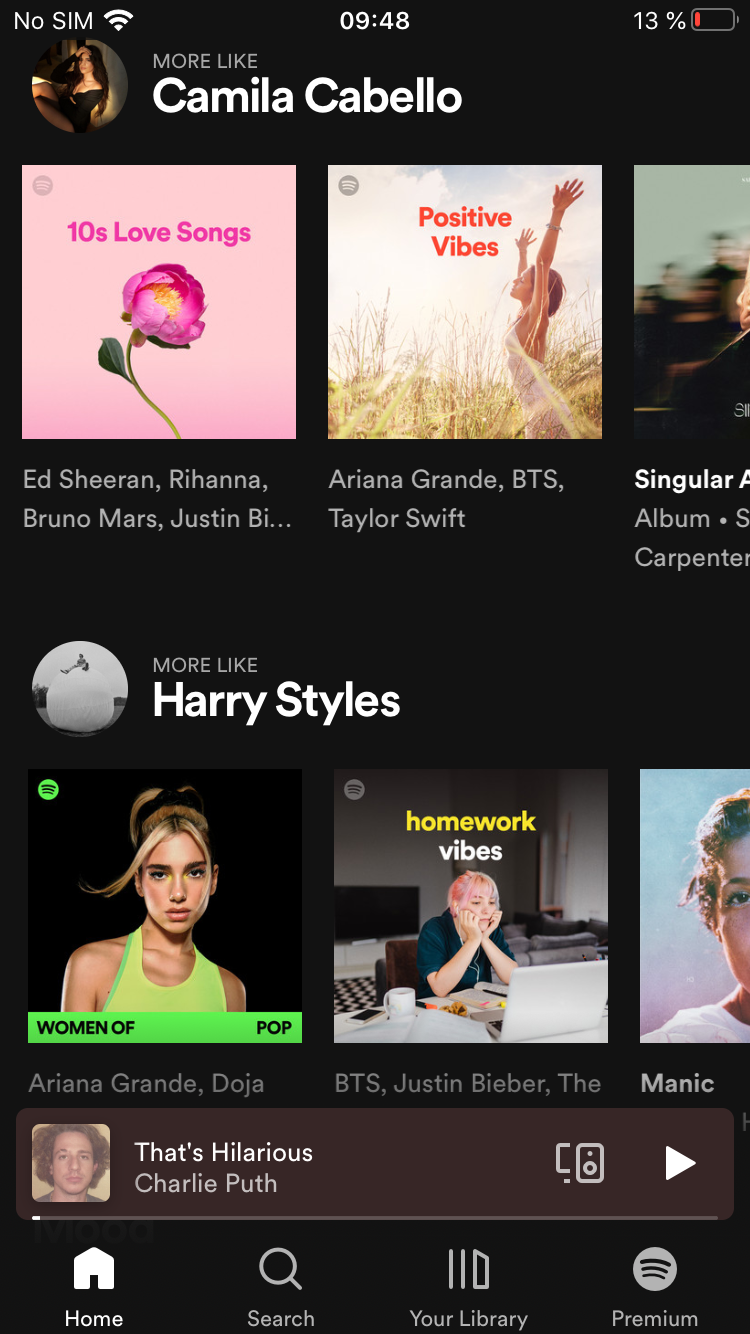 No SIM 09:48 13 %
MORE LIKE
Camila Cabello
10s Love Songs
Positive
Vibes
Ed Sheeran, Rihanna,
Bruno Mars, Justin Bi...
Ariana Grande, BTS,
Taylor Swift
Singular A
Album • S
Carpenter
MORE LIKE
Harry Styles
WOMEN OF POP
homework
vibes
Ariana Grande, Doja
BTS, Justin Bieber, The
Manic
That's Hilarious
Charlie Puth
Mood
Home
Search
Your Library
Premium